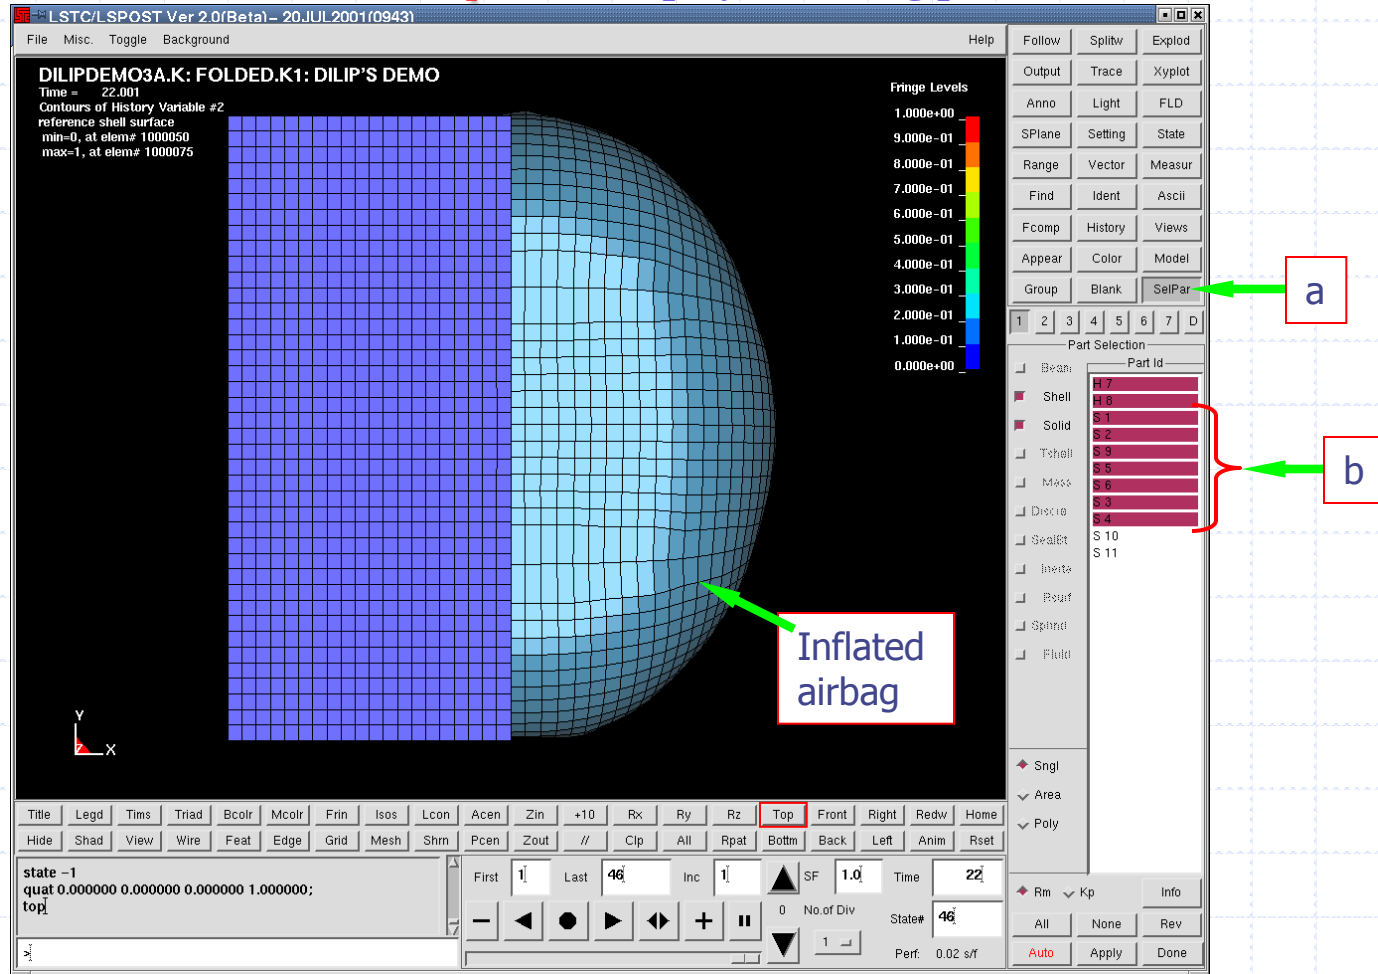 LSTC/LSPOST Ver 2.0(Beta)- 20JUL2001(0943)
File Misc. Toggle Background Help
DILIPDEMO3A.K: FOLDED.K1: DILIP'S DEMO
Time = 22.001
Contours of History Variable #2
reference shell surface
min=0, at elem# 1000050
max=1, at elem# 1000075
Fringe Levels
1.000e+00
9.000e-01
8.000e-01
7.000e-01
6.000e-01
5.000e-01
4.000e-01
3.000e-01
2.000e-01
1.000e-01
0.000e+00
Inflated
airbag
Y
Z X
Follow Splitw Explod
Output Trace Xyplot
Anno Light FLD
SPlane Setting State
Range Vector Measur
Find Ident Ascii
Fcomp History Views
Appear Color Model
Group Blank SelPar
a
1 2 3 4 5 6 7 D
Part Selection
Beam
Shell
Solid
Tshell
Mass
Discre
SeatBt
Inerta
Rsurf
Sphnd
Fluid
Part Id
H 7
H 8
S 1
S 2
S 9
S 5
S 6
S 3
S 4
S 10
S 11
b
Sngl
Area
Poly
Rm Kp Info
All None Rev
Auto Apply Done
Title Legd Tims Triad Bcolr Mcolr Frin Isos Lcon Acen Zin +10 Rx Ry Rz Top Front Right Redw Home
Hide Shad View Wire Feat Edge Grid Mesh Shrn Pcen Zout // Clp All Rpat Bottm Back Left Anim Rset
state -1
quat 0.000000 0.000000 0.000000 1.000000;
top
>
First 1 Last 46 Inc 1 SF 1.0 Time 22
0 No.of Div State# 46
1
Perf: 0.02 s/f